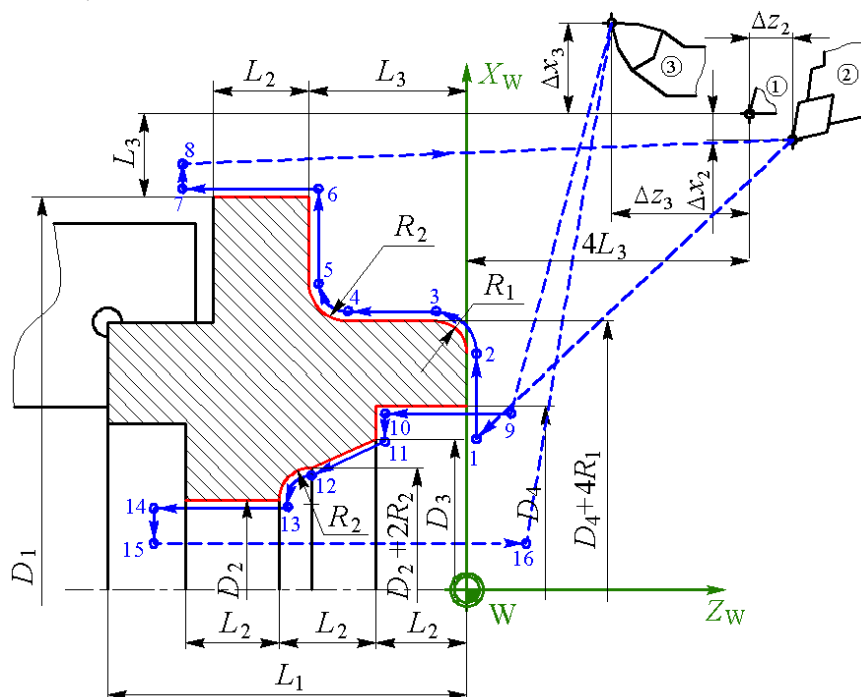 Δz₂
L₂
L₃
X_W
Δx₃
③
①
②
L₃
8
Δx₂
7
6
Δz₃
4L₃
R₂
5
4
3
R₁
2
10
9
11
1
12
D₃
D₄
D₄+4R₁
14
13
R₂
D₂+2R₂
15
16
D₁
D₂
W
Z_W
L₂
L₂
L₂
L₁